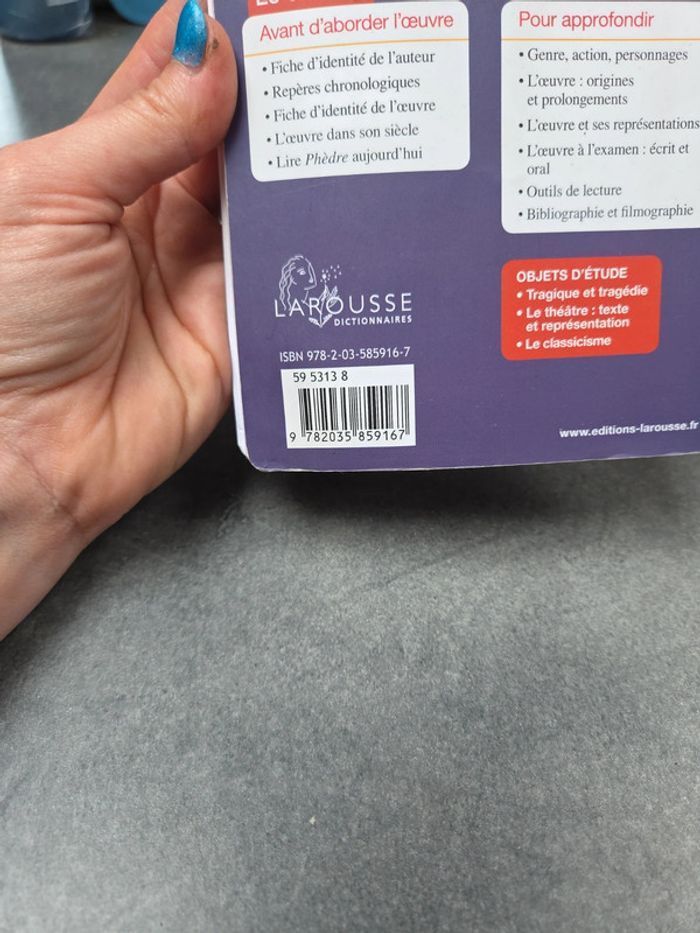 Avant d'aborder l'œuvre
• Fiche d'identité de l'auteur
• Repères chronologiques
• Fiche d'identité de l'œuvre
• L'œuvre dans son siècle
• Lire Phèdre aujourd'hui
Pour approfondir
• Genre, action, personnages
• L'œuvre : origines
et prolongements
• L'œuvre et ses représentations
• L'œuvre à l'examen : écrit et
oral
• Outils de lecture
• Bibliographie et filmographie
OBJETS D'ÉTUDE
• Tragique et tragédie
• Le théâtre : texte
et représentation
• Le classicisme
LAROUSSE
DICTIONNAIRES
ISBN 978-2-03-585916-7
59 5313 8
9 782035 859167
www.editions-larousse.fr